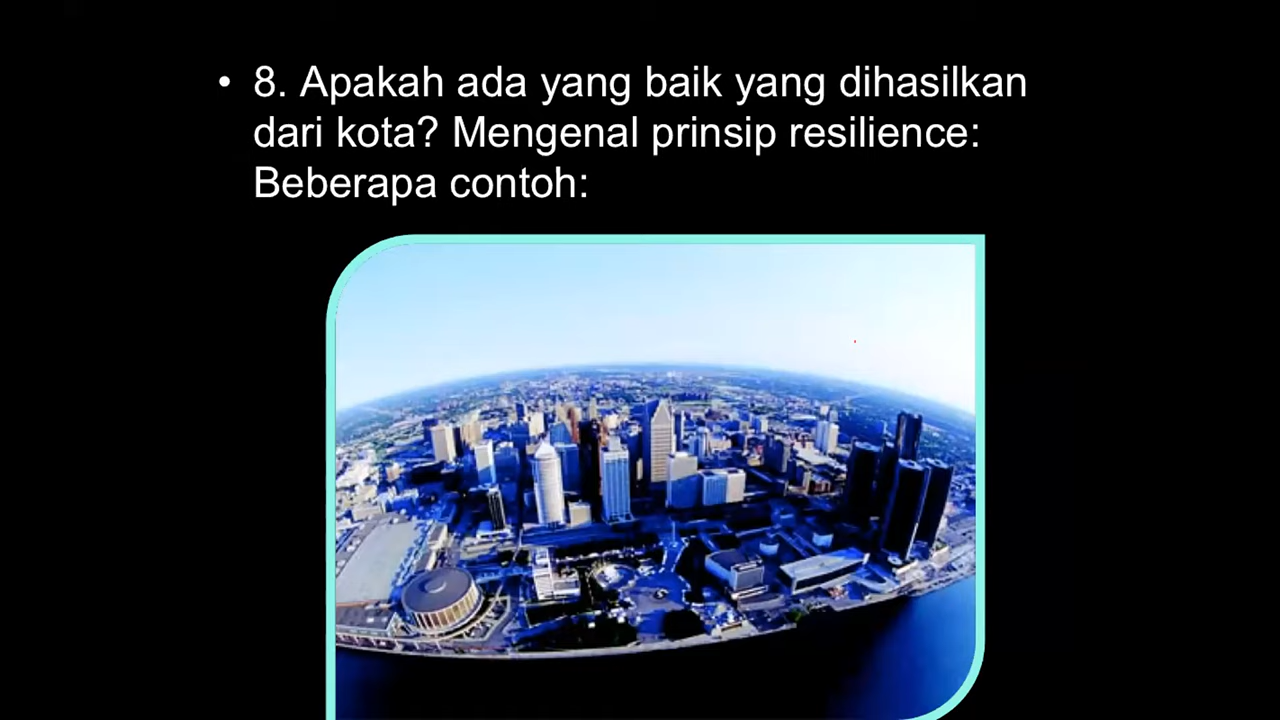 • 8. Apakah ada yang baik yang dihasilkan
dari kota? Mengenal prinsip resilience:
Beberapa contoh: